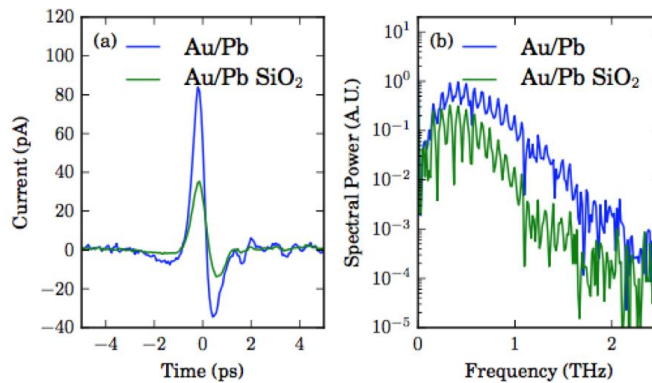 (a)
Au/Pb
Au/Pb SiO₂
120
100
80
60
40
20
0
−20
−40
Current (pA)
−4 −2 0 2 4
Time (ps)
(b)
Au/Pb
Au/Pb SiO₂
10¹
10⁰
10⁻¹
10⁻²
10⁻³
10⁻⁴
10⁻⁵
Spectral Power (A.U.)
0 1 2
Frequency (THz)